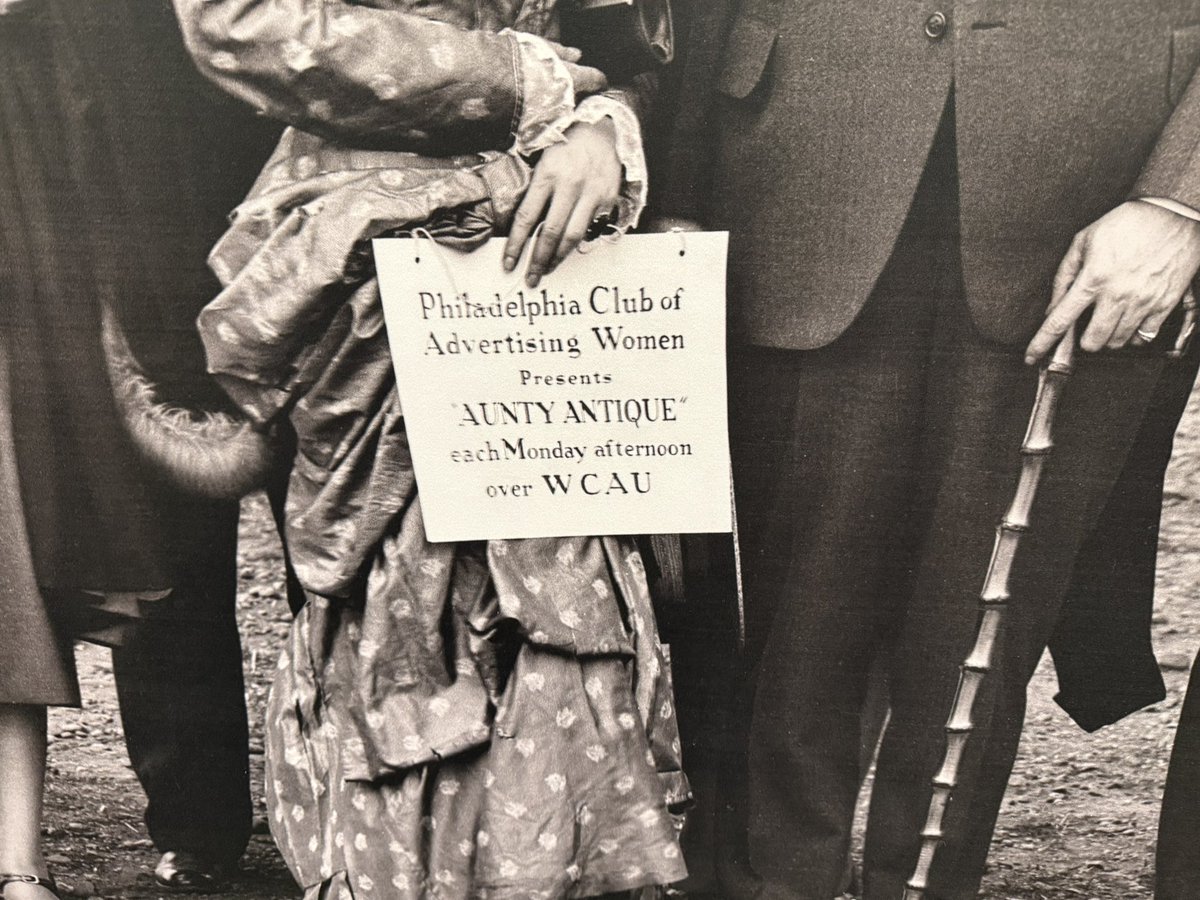 Philadelphia Club of
Advertising Women
Presents
"AUNTY ANTIQUE"
each Monday afternoon
over WCAU